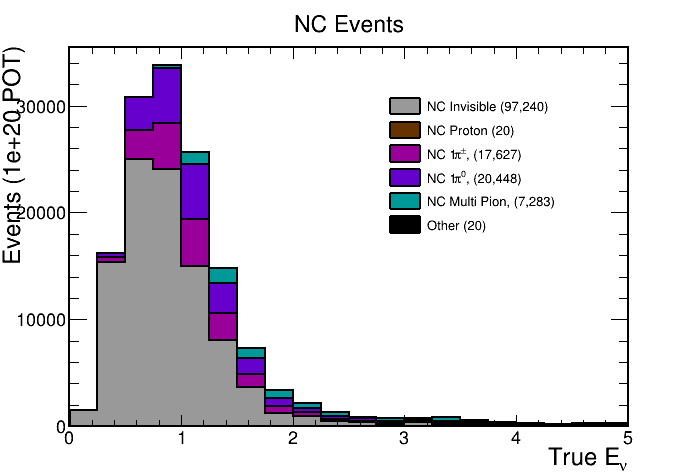 NC Events
Events (1e+20 POT)
30000
20000
10000
0
NC Invisible (97,240)
NC Proton (20)
NC 1π±, (17,627)
NC 1π⁰, (20,448)
NC Multi Pion, (7,283)
Other (20)
0 1 2 3 4 5
True Eν